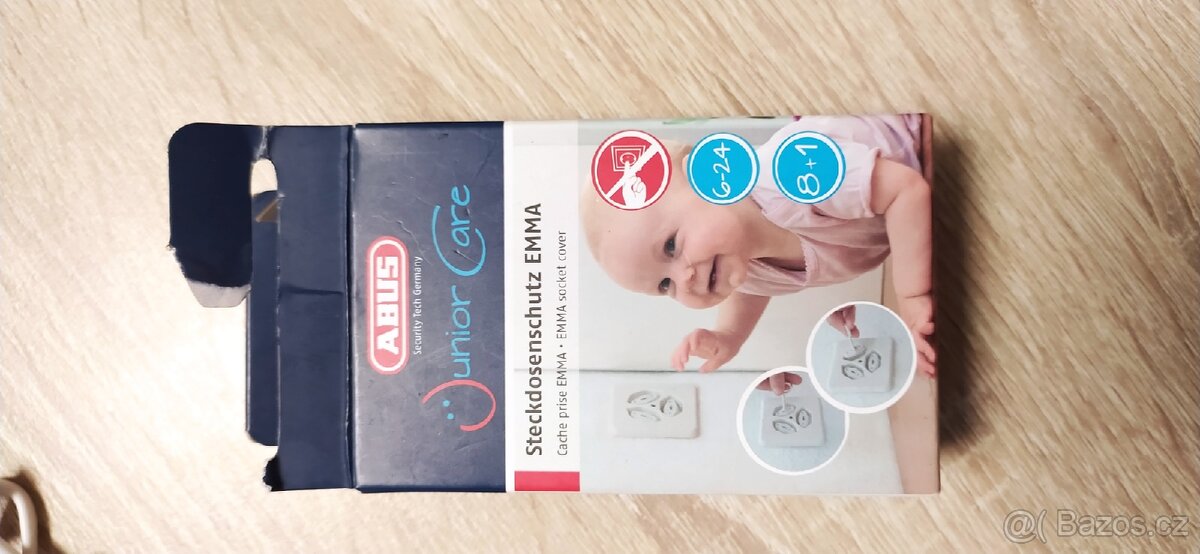 ABUS
Security Tech Germany
Junior Care
Steckdosenschutz EMMA
Cache prise EMMA · EMMA socket cover
6-24
8+1
@( Bazos.cz